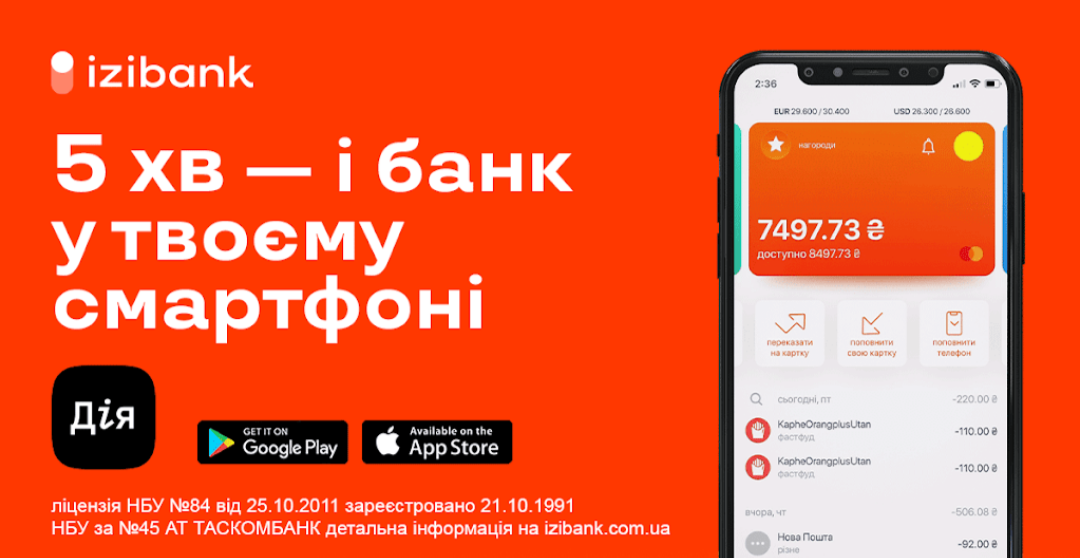 izibank
5 хв — і банк
у твоєму
смартфоні
Дія
GET IT ON
Google Play
Available on the
App Store
ліцензія НБУ №84 від 25.10.2011 зареєстровано 21.10.1991
НБУ за №45 АТ ТАСКОМБАНК детальна інформація на izibank.com.ua
2:36
EUR 29.600 / 30.400 USD 26.300 / 26.600
нагороди
7497.73 ₴
доступно 8497.73 ₴
переказати
на картку
поповнити
свою картку
поповнити
телефон
сьогодні, пт -220.00 ₴
KapheOrangplusUtan
фастфуд
-110.00 ₴
KapheOrangplusUtan
фастфуд
-110.00 ₴
вчора, чт -506.08 ₴
Нова Пошта
різне
-92.00 ₴